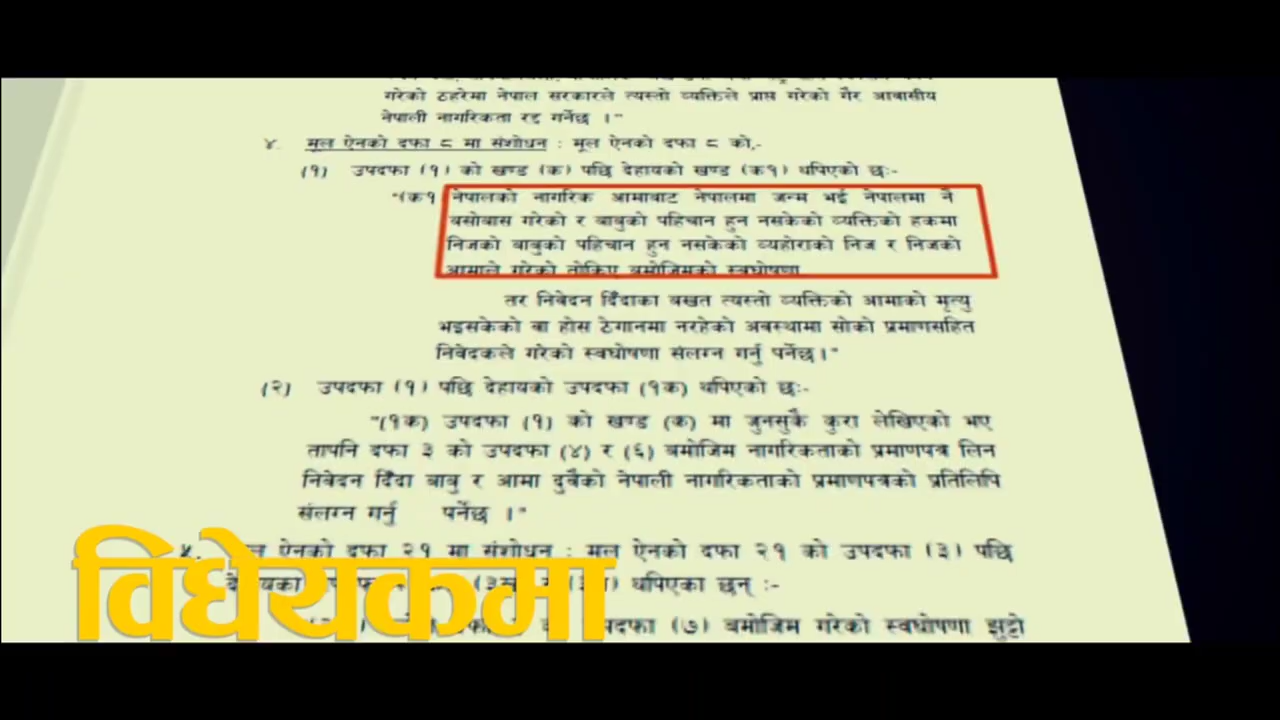 गरेको ठहरेमा नेपाल सरकारले त्यस्तो व्यक्तिले प्राप्त गरेको गैर आवासीय
नेपाली नागरिकता रद्द गर्नेछ ।"
४. मूल ऐनको दफा ८ मा संशोधन : मूल ऐनको दफा ८ को,-
(१) उपदफा (१) को खण्ड (क) पछि देहायको खण्ड (क१) थपिएको छः-
"(क१ नेपालको नागरिक आमाबाट नेपालमा जन्म भई नेपालमा नै
बसोबास गरेको र बाबुको पहिचान हुन नसकेको व्यक्तिको हकमा
निजको बाबुको पहिचान हुन नसकेको व्यहोराको निज र निजको
आमाले गरेको तोकिए बमोजिमको स्वघोषणा
तर निवेदन दिँदाका बखत त्यस्तो व्यक्तिको आमाको मृत्यु
भइसकेको वा होस ठेगानमा नरहेको अवस्थामा सोको प्रमाणसहित
निवेदकले गरेको स्वघोषणा संलग्न गर्नु पर्नेछ।"
(२) उपदफा (१) पछि देहायको उपदफा (१क) थपिएको छः-
"(१क) उपदफा (१) को खण्ड (क) मा जुनसुकै कुरा लेखिएको भए
तापनि दफा ३ को उपदफा (४) र (६) बमोजिम नागरिकताको प्रमाणपत्र लिन
निवेदन दिँदा बाबु र आमा दुवैको नेपाली नागरिकताको प्रमाणपत्रको प्रतिलिपि
संलग्न गर्नु पर्नेछ ।"
५. ऐनको दफा २१ मा संशोधन : मूल ऐनको दफा २१ को उपदफा (३) पछि
थपिएका छन् :-
(७) बमोजिम गरेको स्वघोषणा झुट्टो
विधेयकमा